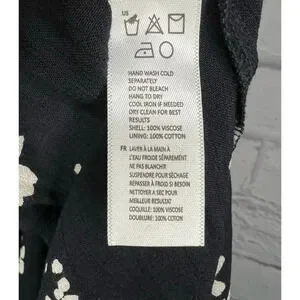 US
HAND WASH COLD
SEPARATELY
DO NOT BLEACH
HANG TO DRY
COOL IRON IF NEEDED
DRY CLEAN FOR BEST
RESULTS
SHELL: 100% VISCOSE
LINING: 100% COTTON
FR LAVER À LA MAIN À
L'EAU FROIDE SÉPARÉMENT
NE PAS BLANCHIR
SUSPENDRE POUR SÉCHAGE
REPASSER À FROID SI BESOIN
NETTOYER A SEC POUR
MEILLEUR RESULTAT
COQUILLE: 100% VISCOSE
DOUBLURE: 100% COTON